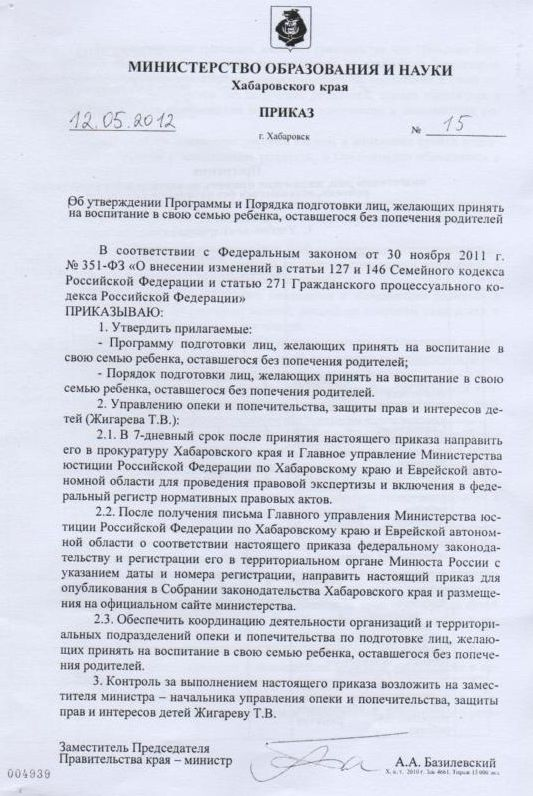 МИНИСТЕРСТВО ОБРАЗОВАНИЯ И НАУКИ
Хабаровского края
ПРИКАЗ
12.05.2012
г. Хабаровск
№ 15
Об утверждении Программы и Порядка подготовки лиц, желающих принять
на воспитание в свою семью ребенка, оставшегося без попечения родителей
В соответствии с Федеральным законом от 30 ноября 2011 г.
№ 351-ФЗ «О внесении изменений в статьи 127 и 146 Семейного кодекса
Российской Федерации и статью 271 Гражданского процессуального ко-
декса Российской Федерации»
ПРИКАЗЫВАЮ:
1. Утвердить прилагаемые:
- Программу подготовки лиц, желающих принять на воспитание в
свою семью ребенка, оставшегося без попечения родителей;
- Порядок подготовки лиц, желающих принять на воспитание в свою
семью ребенка, оставшегося без попечения родителей.
2. Управлению опеки и попечительства, защиты прав и интересов де-
тей (Жигарева Т.В.):
2.1. В 7-дневный срок после принятия настоящего приказа направить
его в прокуратуру Хабаровского края и Главное управление Министерства
юстиции Российской Федерации по Хабаровскому краю и Еврейской авто-
номной области для проведения правовой экспертизы и включения в феде-
ральный регистр нормативных правовых актов.
2.2. После получения письма Главного управления Министерства юс-
тиции Российской Федерации по Хабаровскому краю и Еврейской автоном-
ной области о соответствии настоящего приказа федеральному законода-
тельству и регистрации его в территориальном органе Минюста России с
указанием даты и номера регистрации, направить настоящий приказ для
опубликования в Собрании законодательства Хабаровского края и размеще-
ния на официальном сайте министерства.
2.3. Обеспечить координацию деятельности организаций и территори-
альных подразделений опеки и попечительства по подготовке лиц, желаю-
щих принять на воспитание в свою семью ребенка, оставшегося без попече-
ния родителей.
3. Контроль за выполнением настоящего приказа возложить на замес-
тителя министра – начальника управления опеки и попечительства, защиты
прав и интересов детей Жигареву Т.В.
Заместитель Председателя
Правительства края – министр
А.А. Базилевский
004939
Х. к. т. 2010 г. Зак 4661. Тираж 15 000 экз.